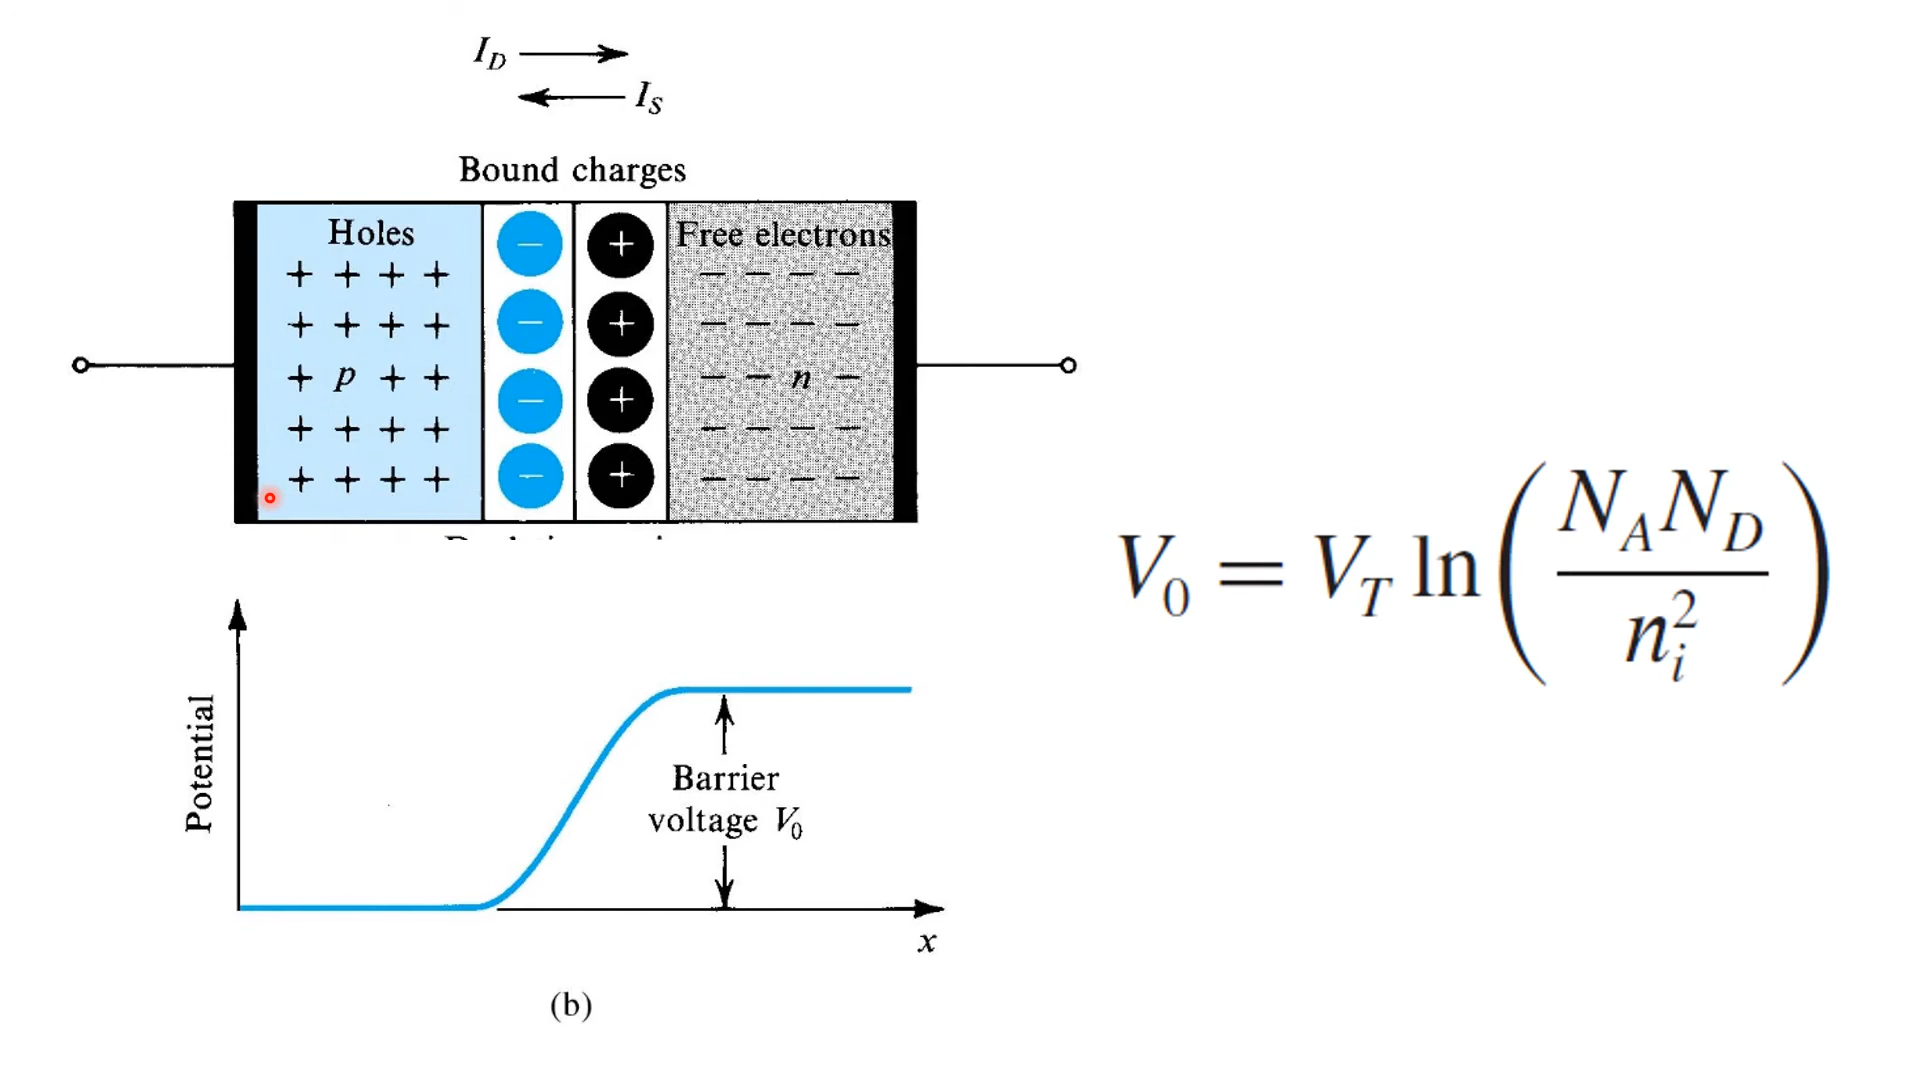 I_D
I_S
Bound charges
Holes
Free electrons
+ + + +
− − − −
+ + + +
− − − −
+ p + +
− − n −
+ + + +
− − − −
+ + + +
− − − −
− +
− +
− +
− +
V_0 = V_T ln(N_A N_D / n_i^2)
Potential
Barrier
voltage V_0
x
(b)